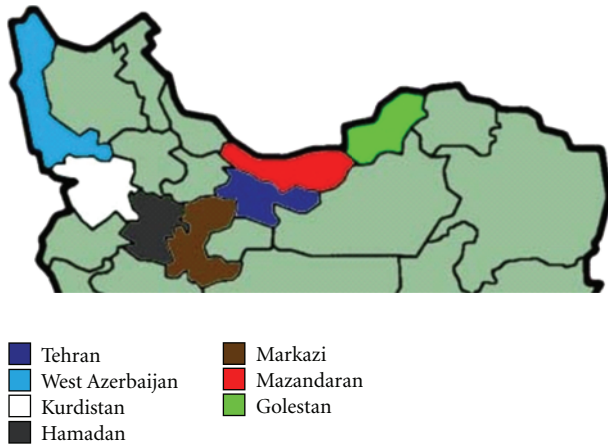 Tehran
West Azerbaijan
Kurdistan
Hamadan
Markazi
Mazandaran
Golestan